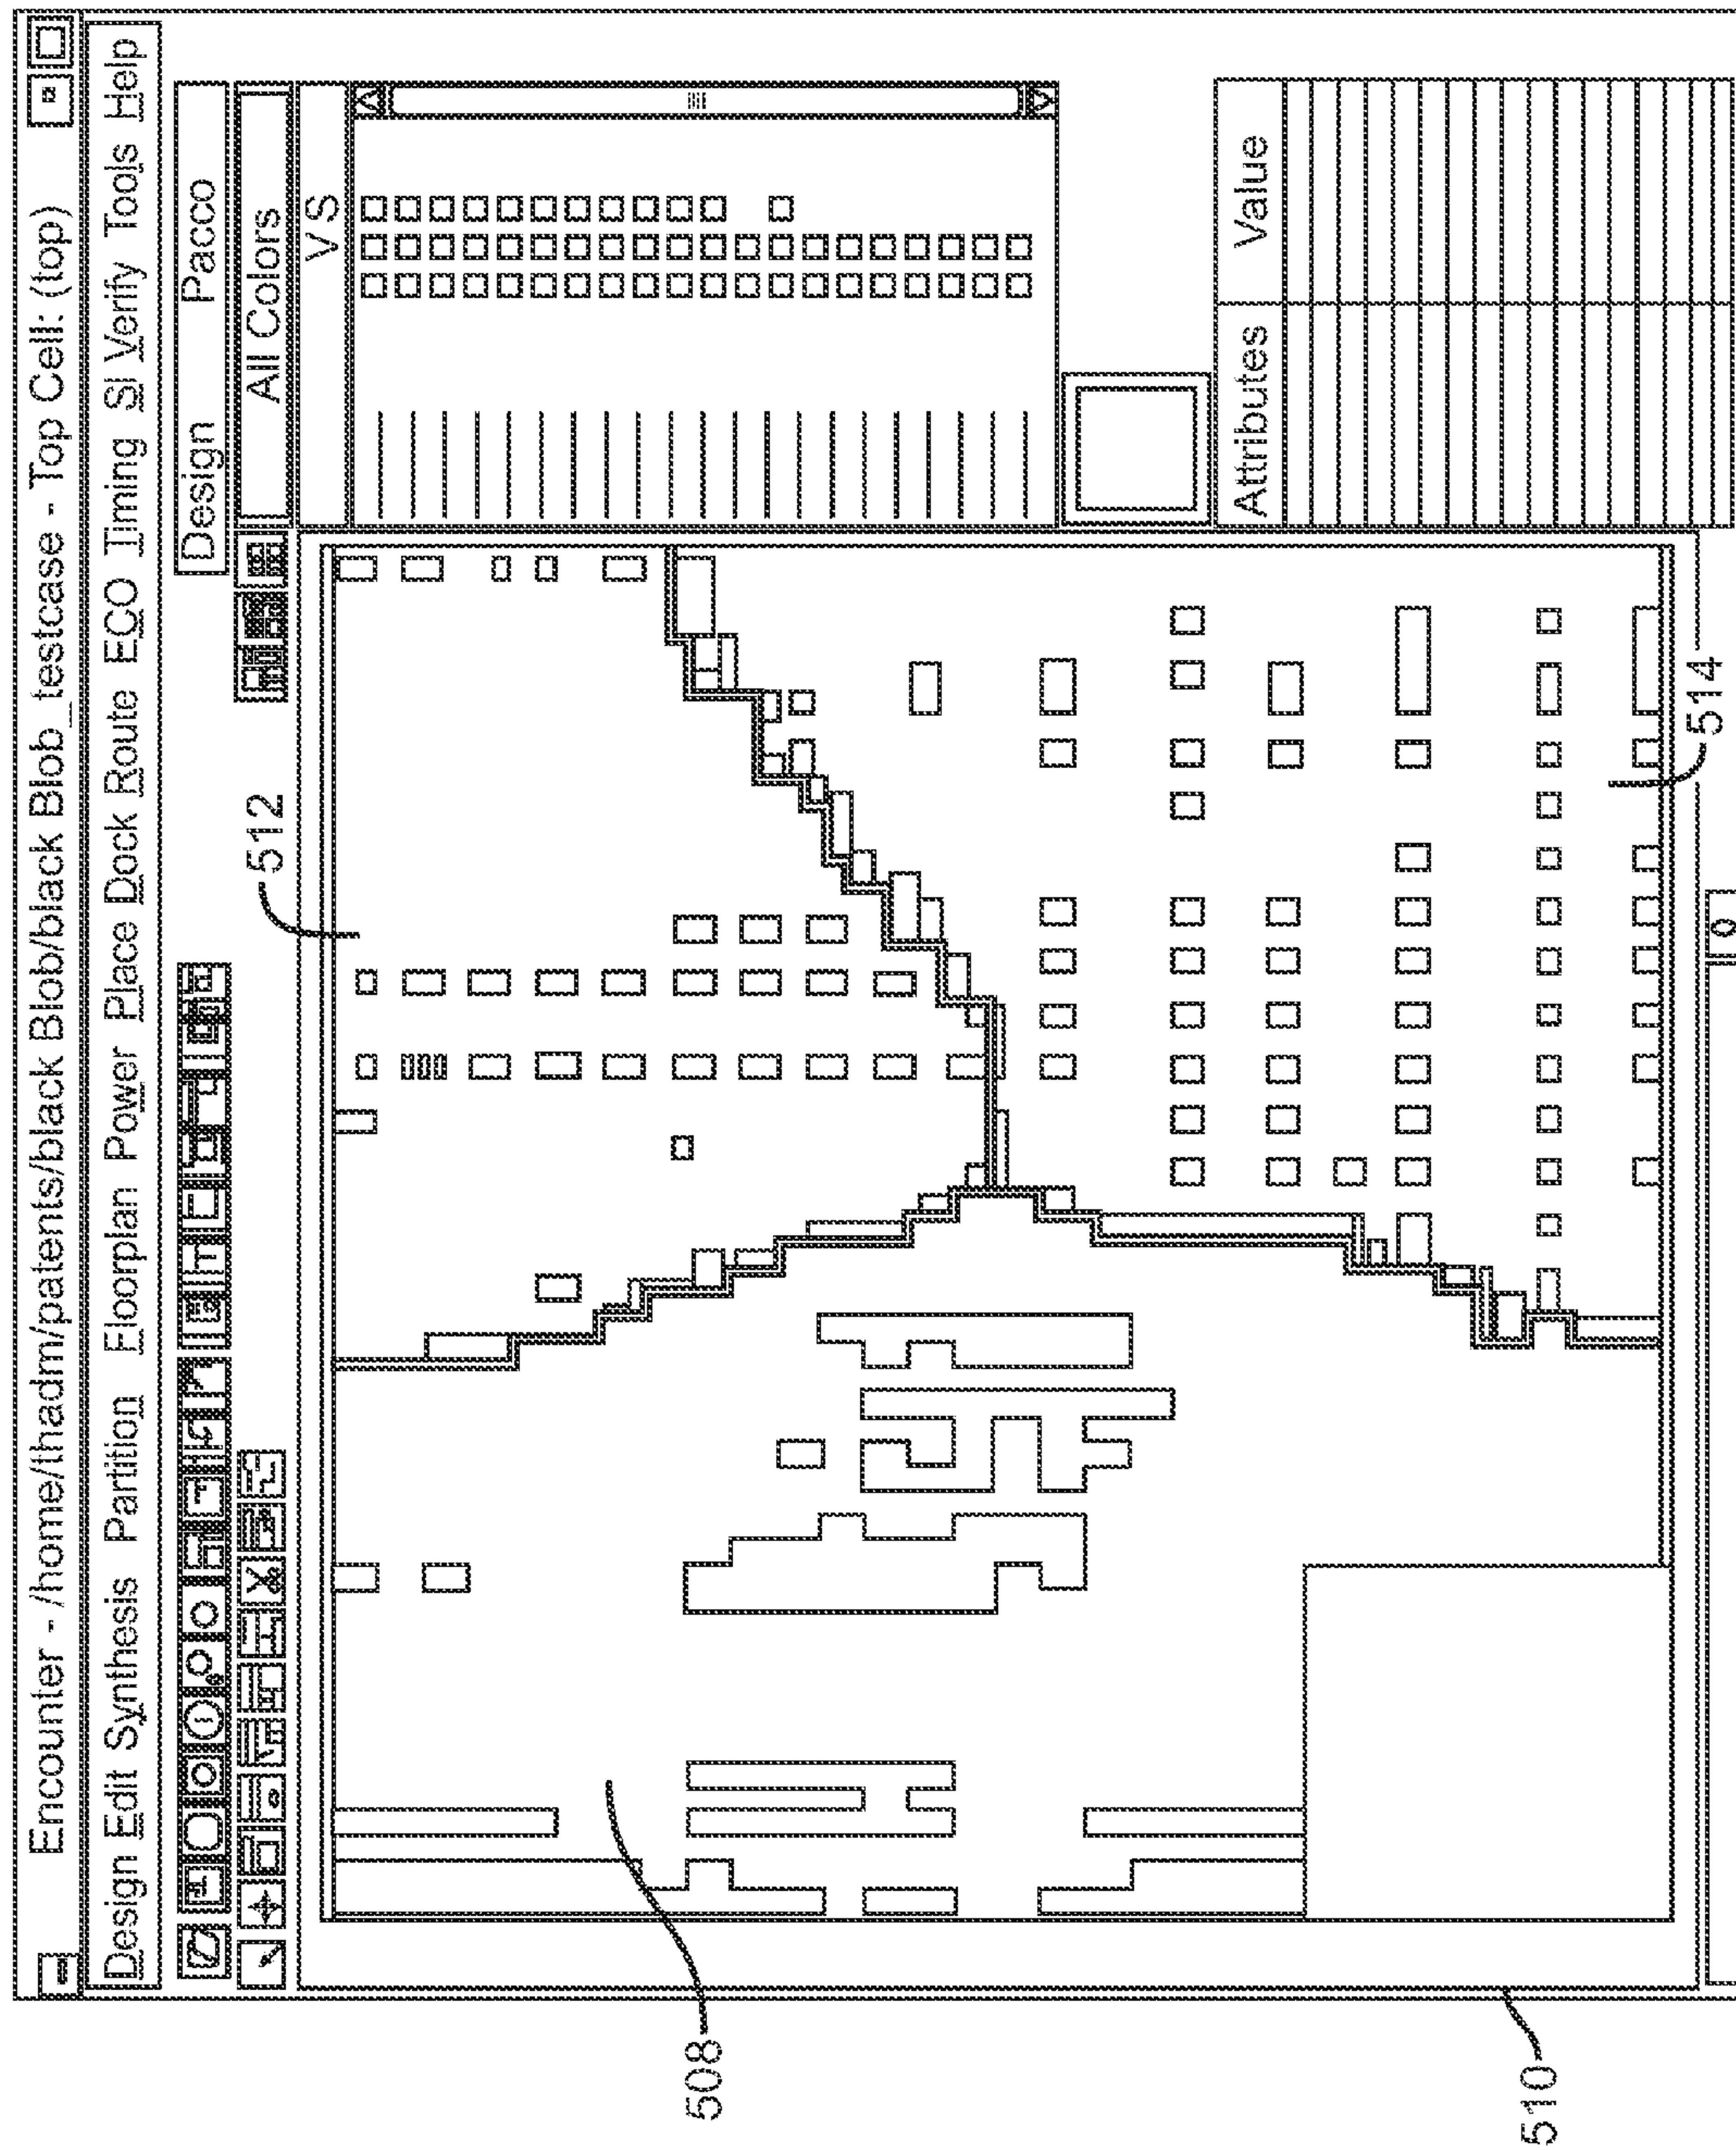 Encounter - /home/thadm/patents/black Blob/black Blob_testcase - Top Cell: (top)
Design Edit Synthesis Partition Floorplan Power Place Dock Route ECO Timing SI Verify Tools Help
Design Pacco
All Colors
V S
512
508
Attributes Value
514
510
0